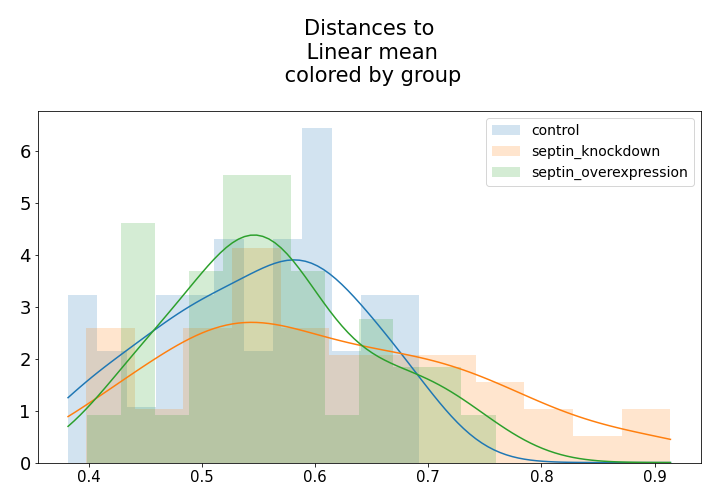 Distances to
Linear mean
colored by group
control
septin_knockdown
septin_overexpression
6
5
4
3
2
1
0
0.4 0.5 0.6 0.7 0.8 0.9